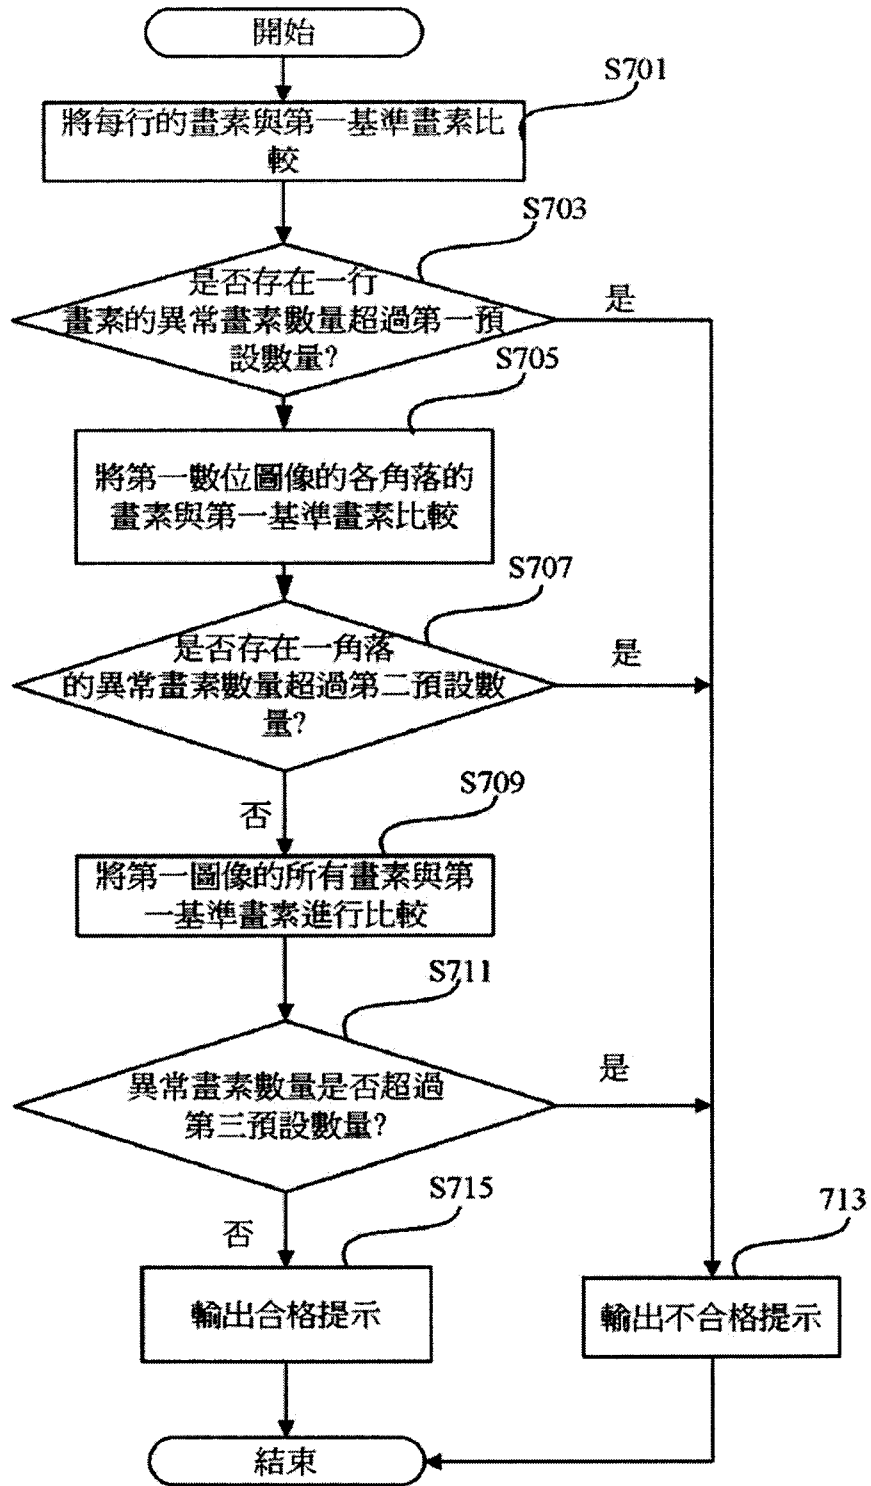 開始
S701
將每行的畫素與第一基準畫素比
較
S703
是否存在一行
畫素的異常畫素數量超過第一預
設數量?
是
S705
將第一數位圖像的各角落的
畫素與第一基準畫素比較
S707
是否存在一角落
的異常畫素數量超過第二預設數
量?
是
否
S709
將第一圖像的所有畫素與第
一基準畫素進行比較
S711
異常畫素數量是否超過
第三預設數量?
是
否
S715
輸出合格提示
713
輸出不合格提示
結束